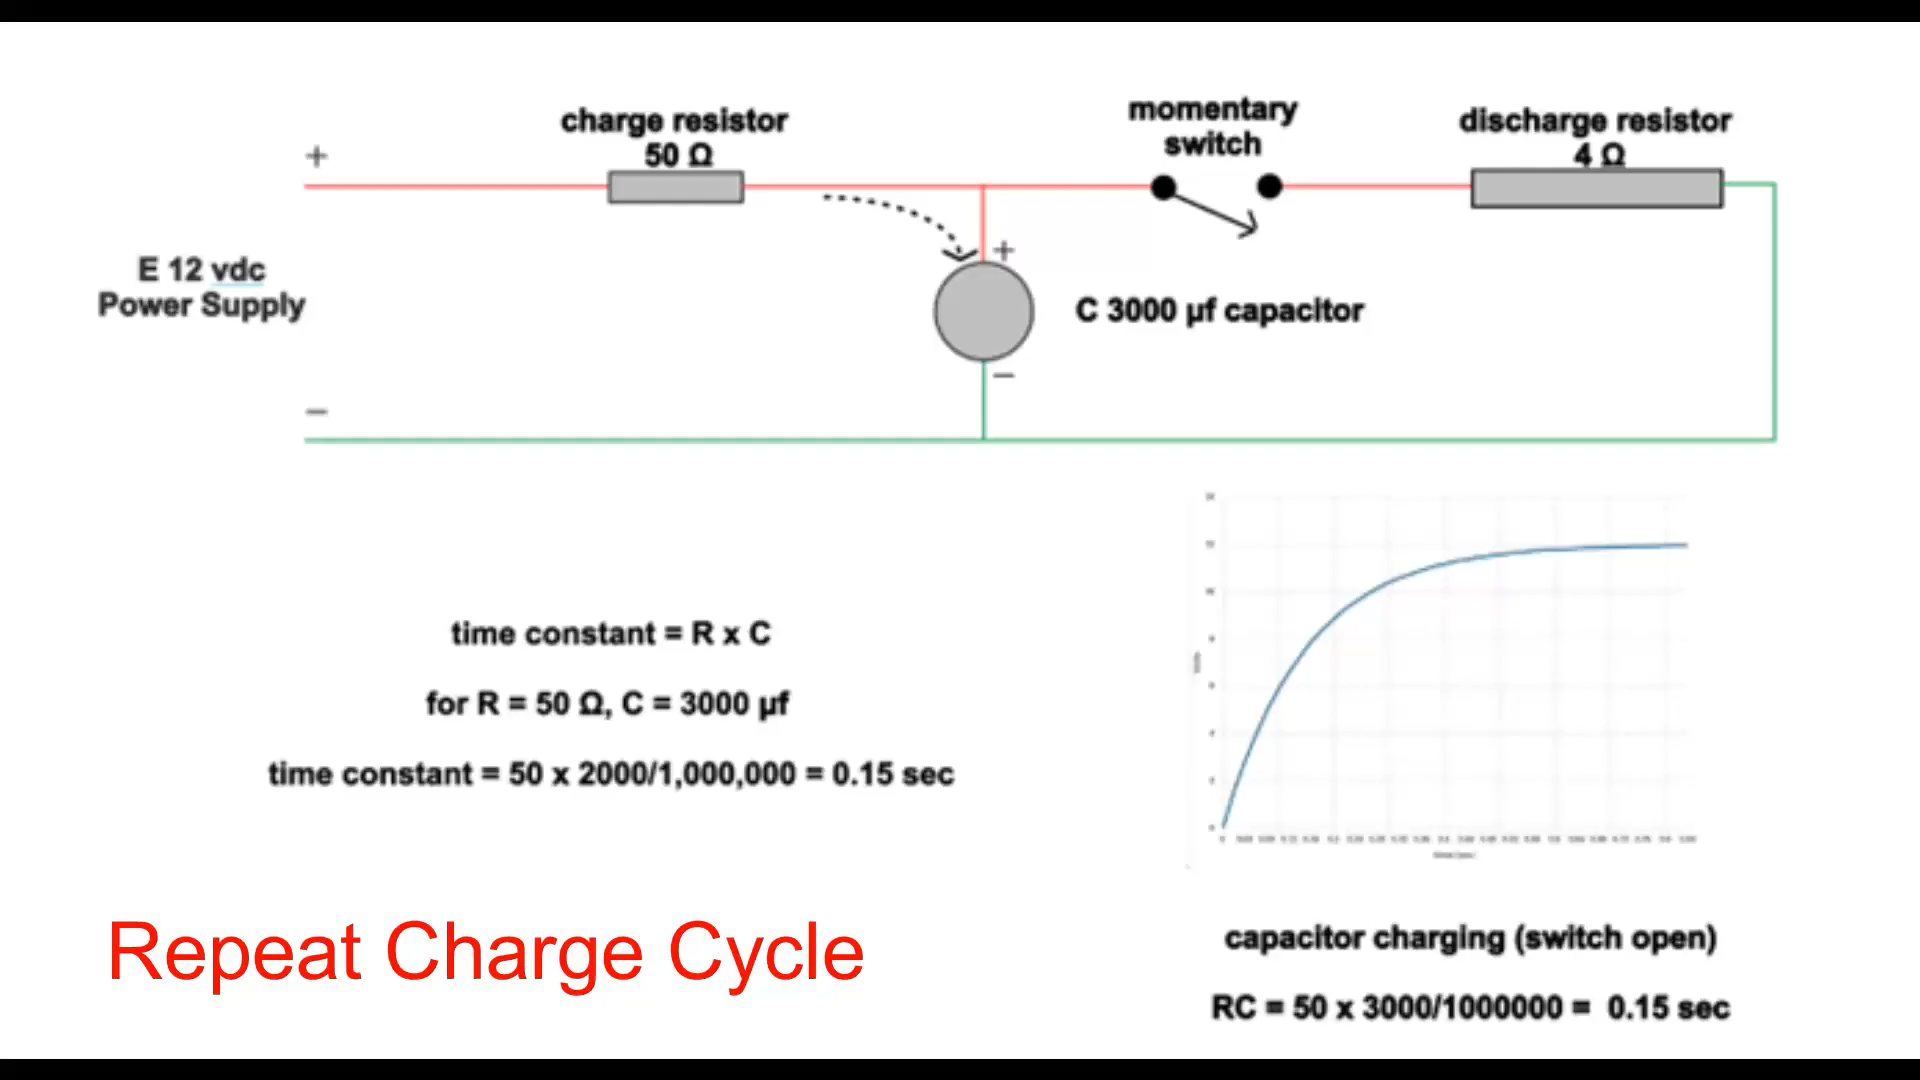 charge resistor
50 Ω
momentary
switch
discharge resistor
4 Ω
+
E 12 vdc
Power Supply
+
C 3000 µf capacitor
−
−
time constant = R x C
for R = 50 Ω, C = 3000 µf
time constant = 50 x 2000/1,000,000 = 0.15 sec
Repeat Charge Cycle
capacitor charging (switch open)
RC = 50 x 3000/1000000 = 0.15 sec